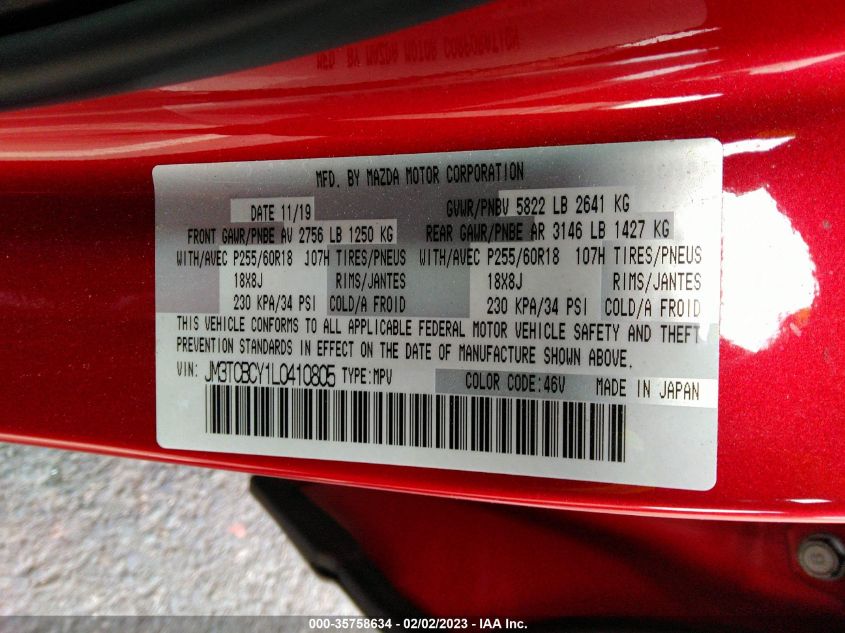 MFD. BY MAZDA MOTOR CORPORATION
MFD. BY MAZDA MOTOR CORPORATION
DATE 11/19 GVWR/PNBV 5822 LB 2641 KG
FRONT GAWR/PNBE AV 2756 LB 1250 KG REAR GAWR/PNBE AR 3146 LB 1427 KG
WITH/AVEC P255/60R18 107H TIRES/PNEUS WITH/AVEC P255/60R18 107H TIRES/PNEUS
18X8J RIMS/JANTES 18X8J RIMS/JANTES
230 KPA/34 PSI COLD/A FROID 230 KPA/34 PSI COLD/A FROID
THIS VEHICLE CONFORMS TO ALL APPLICABLE FEDERAL MOTOR VEHICLE SAFETY AND THEFT
PREVENTION STANDARDS IN EFFECT ON THE DATE OF MANUFACTURE SHOWN ABOVE.
VIN: JM3TCBCY1L0410805 TYPE:MPV COLOR CODE:46V MADE IN JAPAN
000-35758634 - 02/02/2023 - IAA Inc.